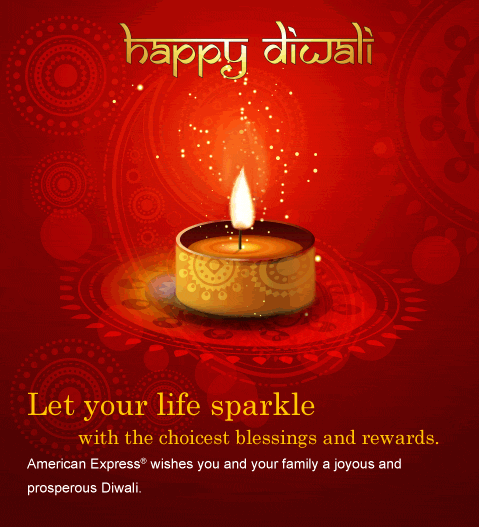 happy diwali
Let your life sparkle
with the choicest blessings and rewards.
American Express® wishes you and your family a joyous and
prosperous Diwali.